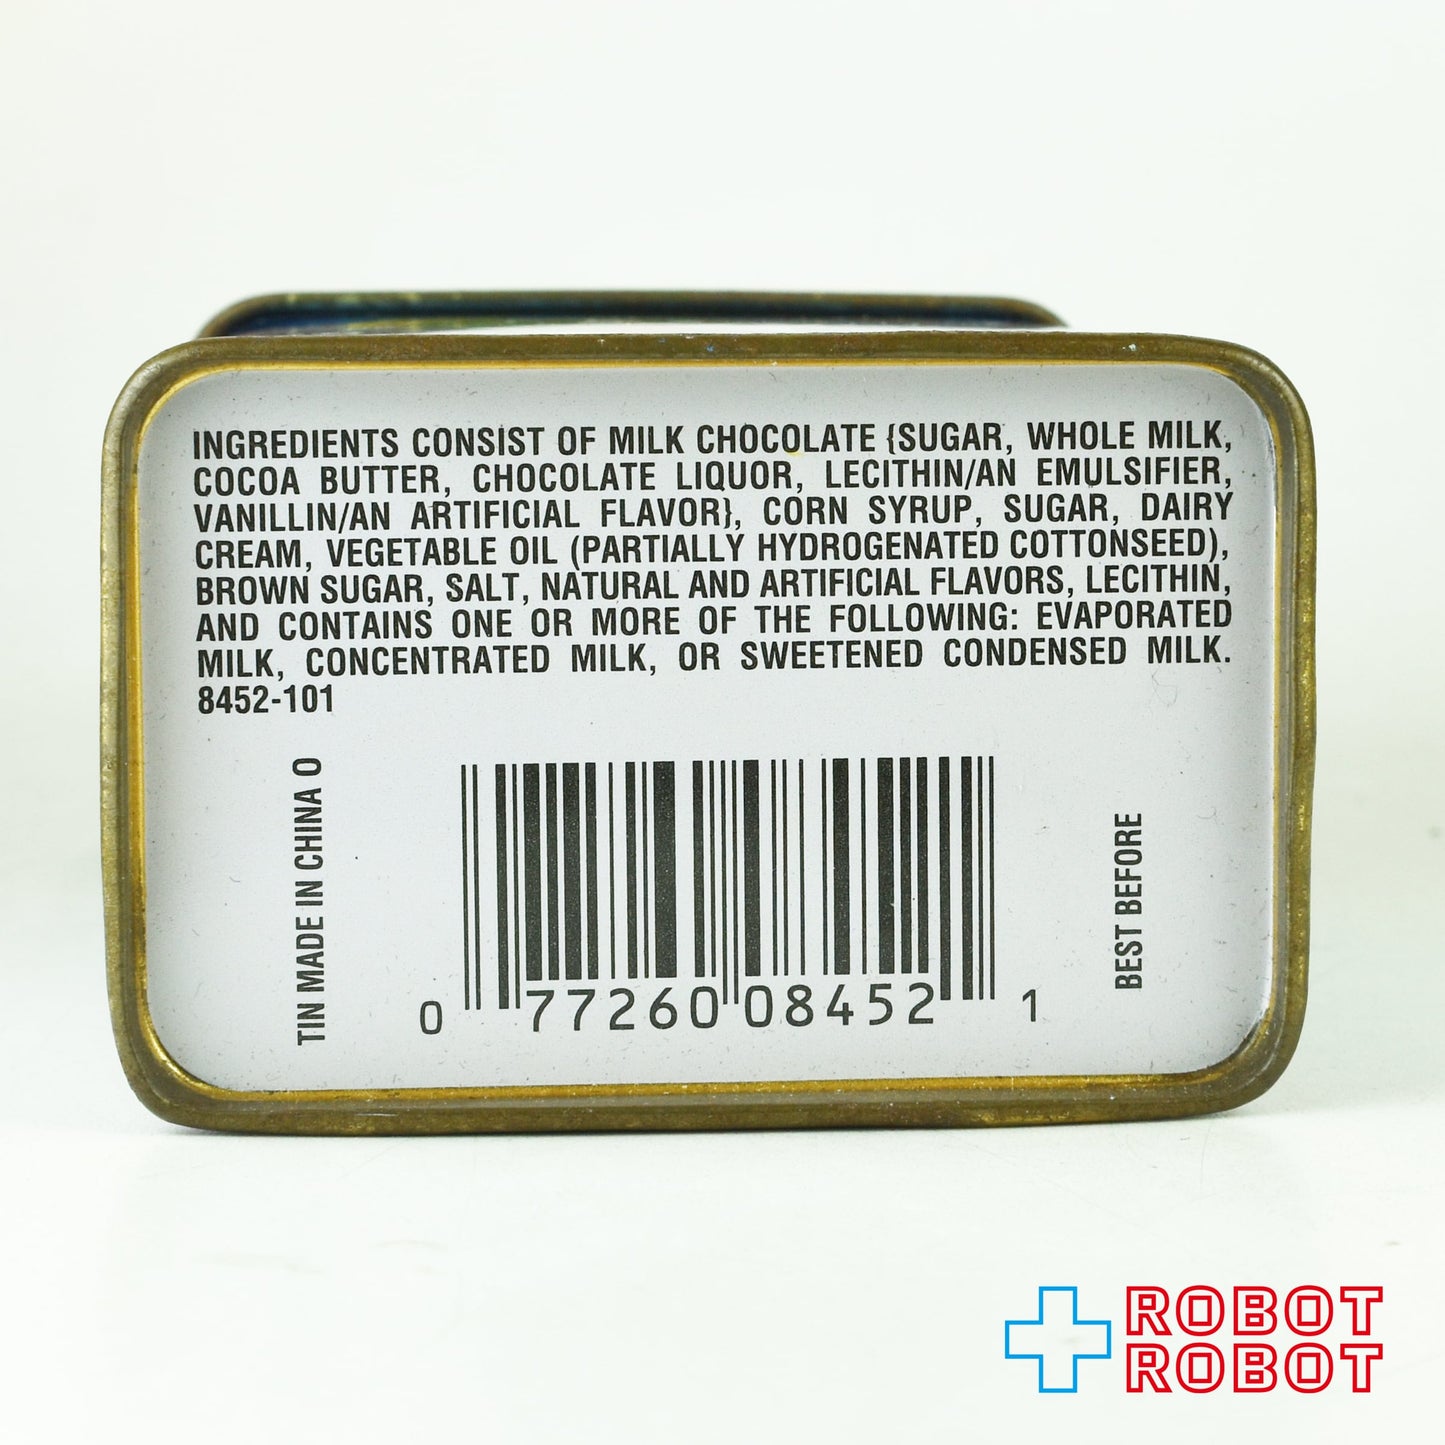 INGREDIENTS CONSIST OF MILK CHOCOLATE {SUGAR, WHOLE MILK,
COCOA BUTTER, CHOCOLATE LIQUOR, LECITHIN/AN EMULSIFIER,
VANILLIN/AN ARTIFICIAL FLAVOR}, CORN SYRUP, SUGAR, DAIRY
CREAM, VEGETABLE OIL (PARTIALLY HYDROGENATED COTTONSEED),
BROWN SUGAR, SALT, NATURAL AND ARTIFICIAL FLAVORS, LECITHIN,
AND CONTAINS ONE OR MORE OF THE FOLLOWING: EVAPORATED
MILK, CONCENTRATED MILK, OR SWEETENED CONDENSED MILK.
8452-101
TIN MADE IN CHINA O
0 77260 08452 1
BEST BEFORE
ROBOT
ROBOT